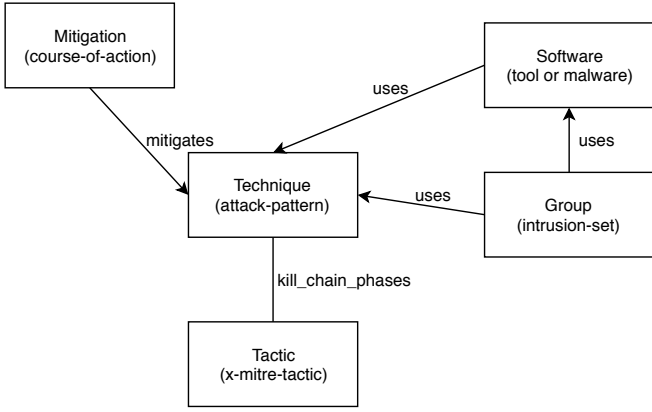 Mitigation
(course-of-action)
Software
(tool or malware)
uses
mitigates
uses
Technique
(attack-pattern)
uses
Group
(intrusion-set)
kill_chain_phases
Tactic
(x-mitre-tactic)